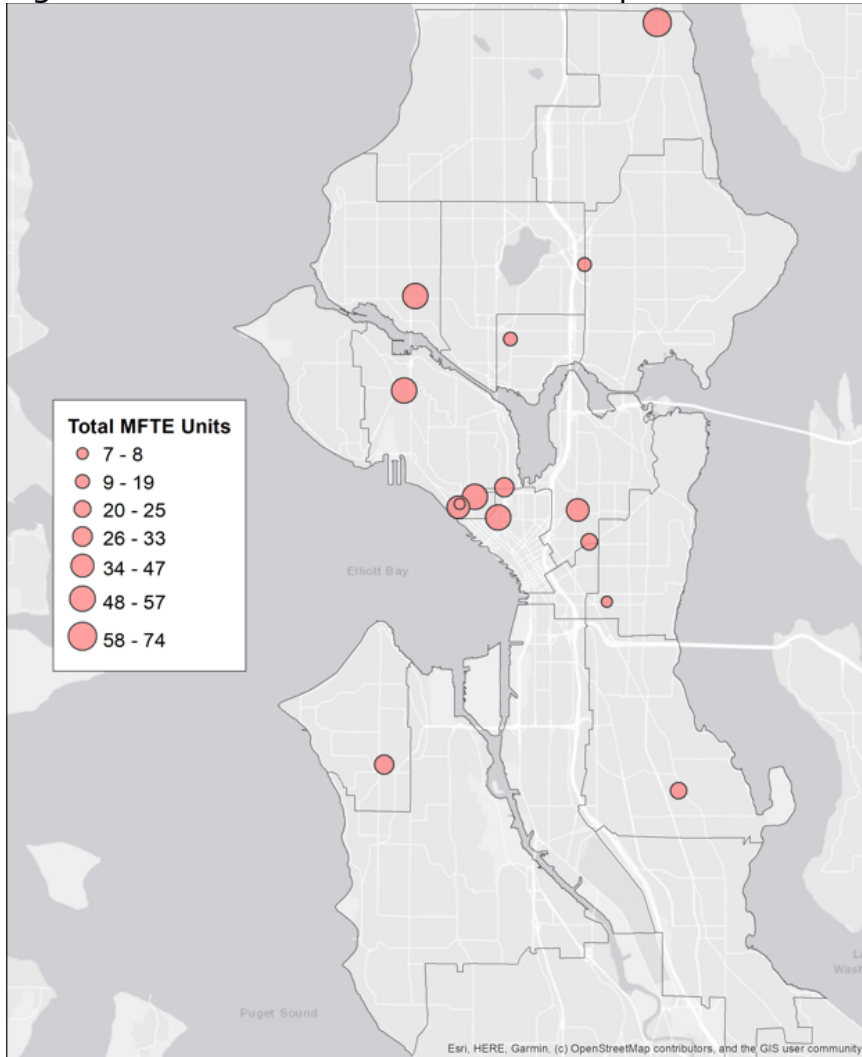 Total MFTE Units
7 - 8
9 - 19
20 - 25
26 - 33
34 - 47
48 - 57
58 - 74
Elliott Bay
Puget Sound
Esri, HERE, Garmin, (c) OpenStreetMap contributors, and the GIS user community